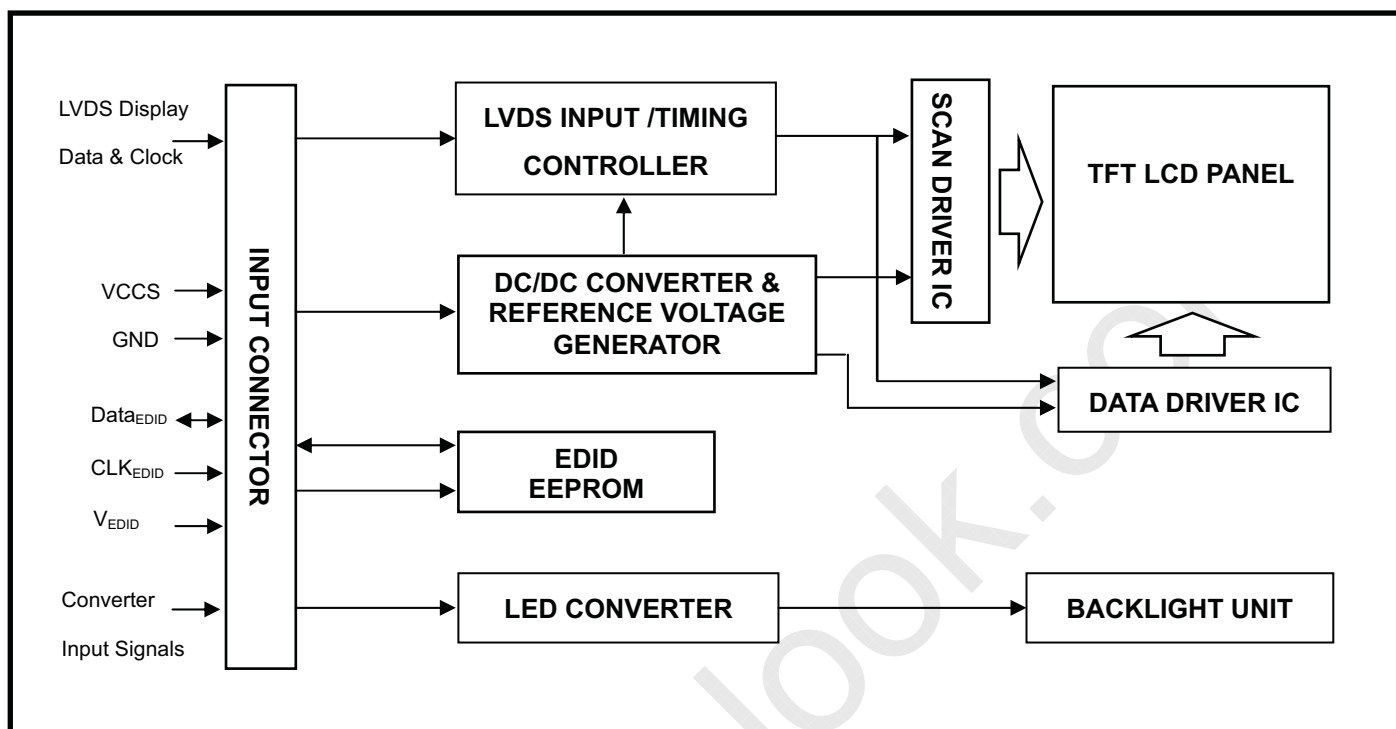 LVDS Display
Data & Clock
VCCS
GND
DataEDID
CLKEDID
VEDID
Converter
Input Signals
INPUT CONNECTOR
LVDS INPUT /TIMING
CONTROLLER
DC/DC CONVERTER &
REFERENCE VOLTAGE
GENERATOR
EDID
EEPROM
LED CONVERTER
SCAN DRIVER IC
TFT LCD PANEL
DATA DRIVER IC
BACKLIGHT UNIT
look.c